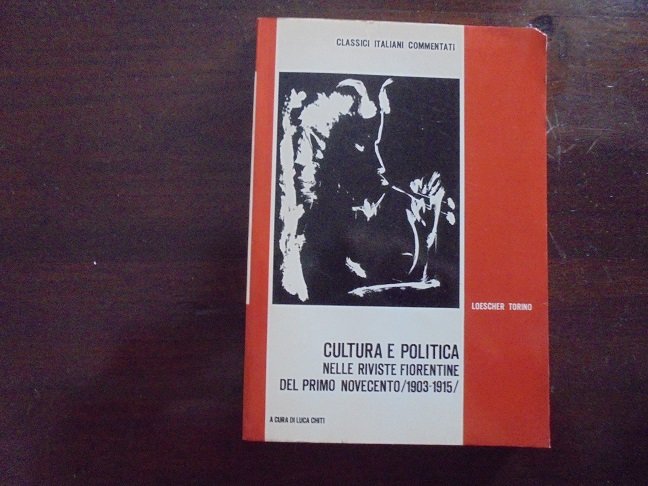 CLASSICI ITALIANI COMMENTATI
LOESCHER TORINO
CULTURA E POLITICA
NELLE RIVISTE FIORENTINE
DEL PRIMO NOVECENTO/1903-1915/
A CURA DI LUCA CHITI